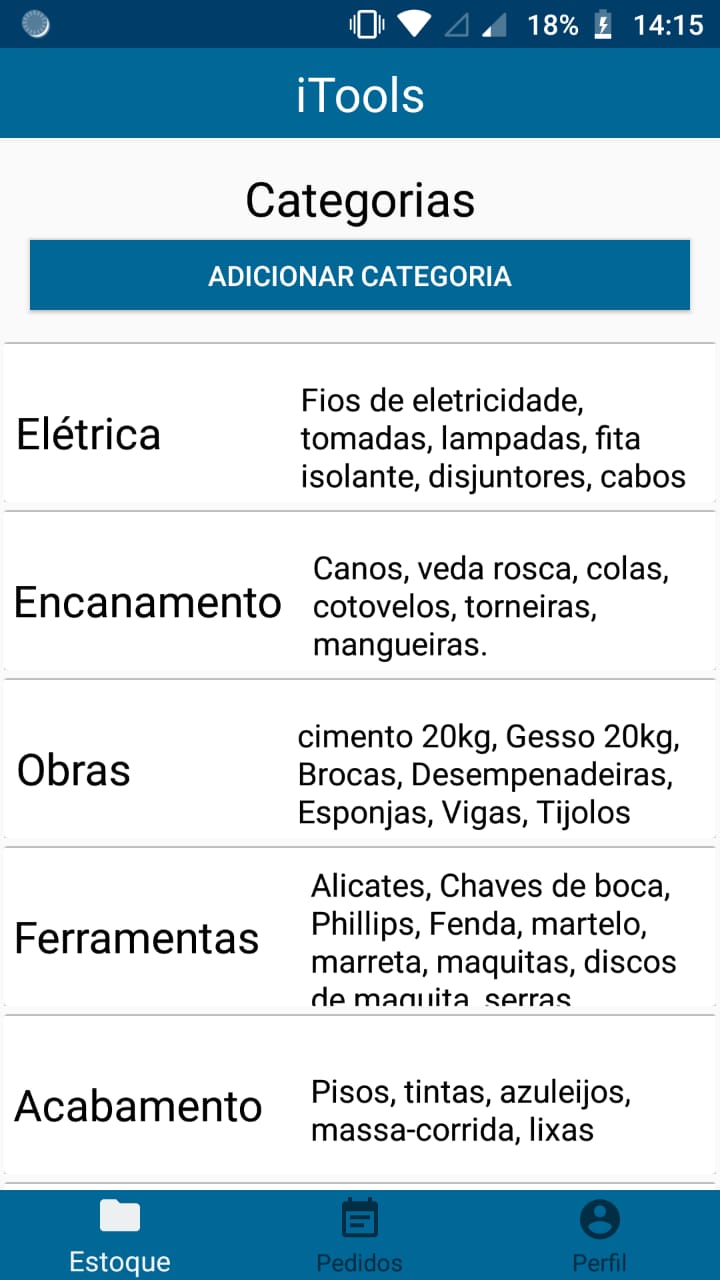 18% 14:15
iTools
Categorias
ADICIONAR CATEGORIA
Elétrica
Fios de eletricidade,
tomadas, lampadas, fita
isolante, disjuntores, cabos
Encanamento
Canos, veda rosca, colas,
cotovelos, torneiras,
mangueiras.
Obras
cimento 20kg, Gesso 20kg,
Brocas, Desempenadeiras,
Esponjas, Vigas, Tijolos
Ferramentas
Alicates, Chaves de boca,
Phillips, Fenda, martelo,
marreta, maquitas, discos
de maquita, serras
Acabamento
Pisos, tintas, azuleijos,
massa-corrida, lixas
Estoque
Pedidos
Perfil